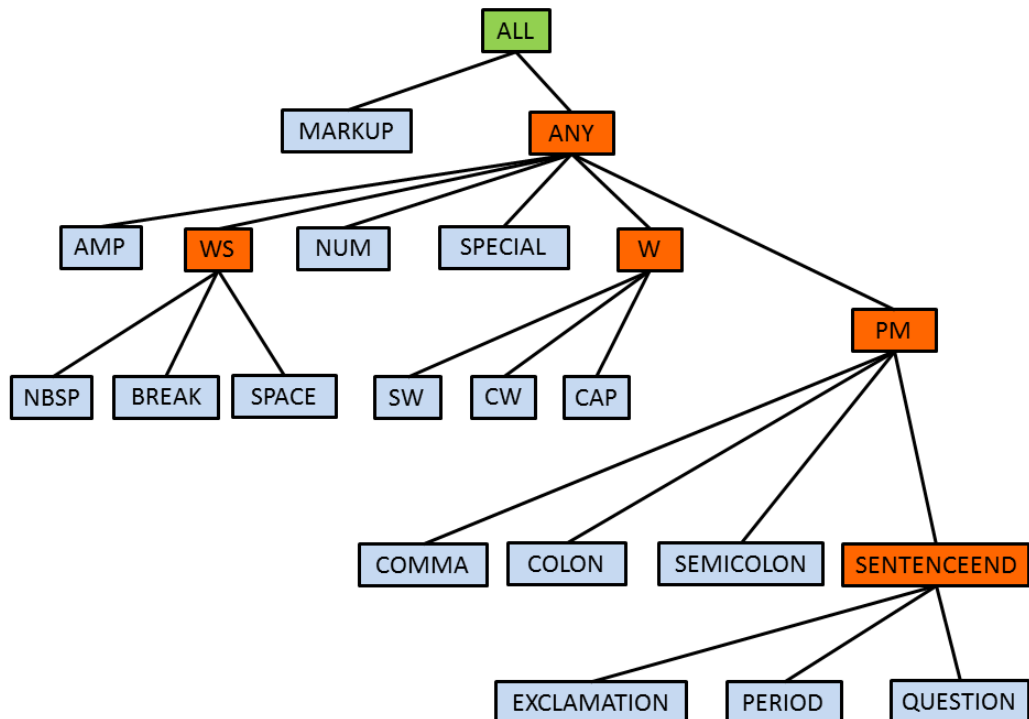 ALL
MARKUP
ANY
AMP
WS
NUM
SPECIAL
W
PM
NBSP
BREAK
SPACE
SW
CW
CAP
COMMA
COLON
SEMICOLON
SENTENCEEND
EXCLAMATION
PERIOD
QUESTION